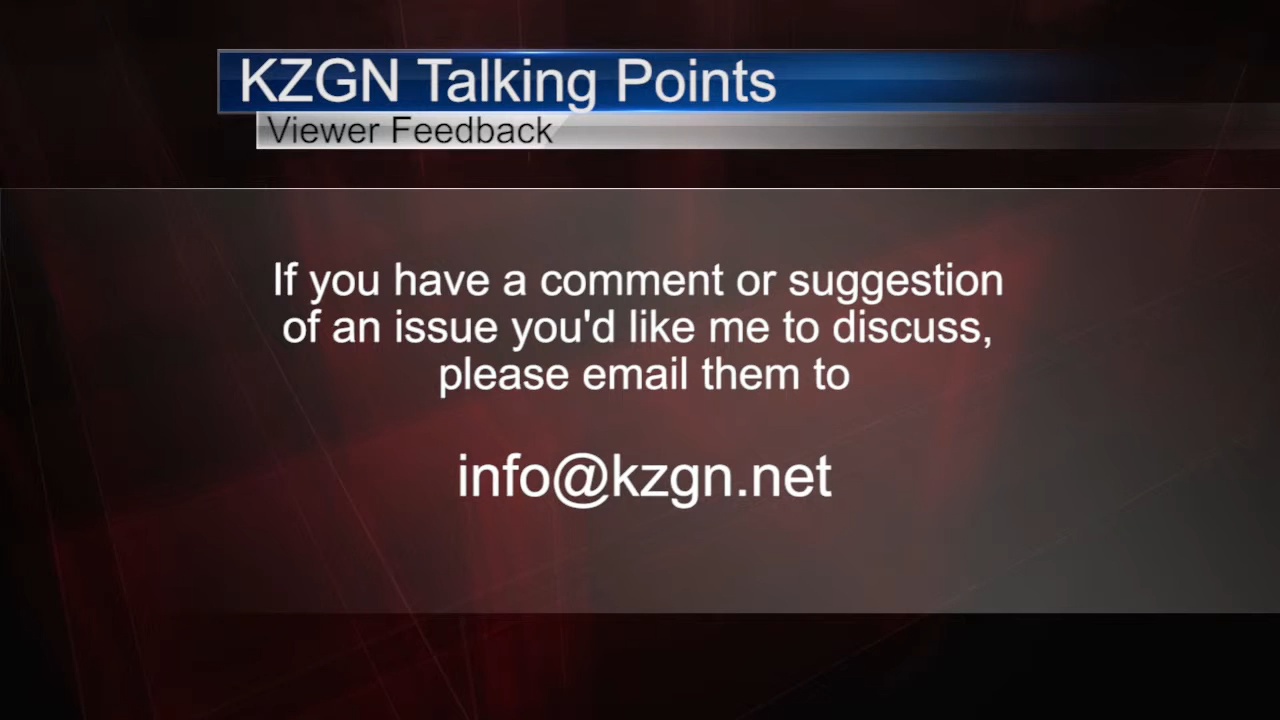 KZGN Talking Points
Viewer Feedback
If you have a comment or suggestion
of an issue you'd like me to discuss,
please email them to
info@kzgn.net